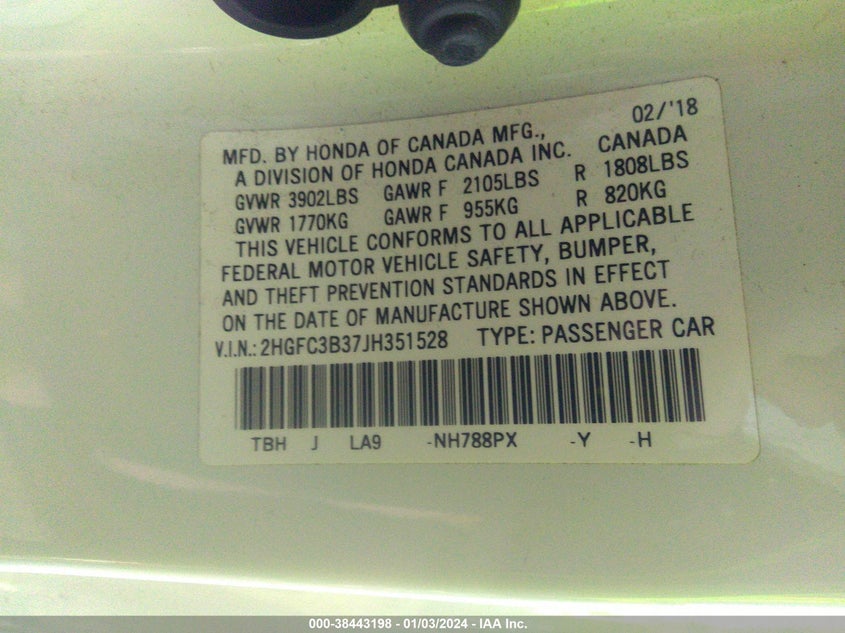 02/'18
MFD. BY HONDA OF CANADA MFG., CANADA
A DIVISION OF HONDA CANADA INC.
GVWR 3902LBS GAWR F 2105LBS R 1808LBS
GVWR 1770KG GAWR F 955KG R 820KG
THIS VEHICLE CONFORMS TO ALL APPLICABLE
FEDERAL MOTOR VEHICLE SAFETY, BUMPER,
AND THEFT PREVENTION STANDARDS IN EFFECT
ON THE DATE OF MANUFACTURE SHOWN ABOVE.
V.I.N.: 2HGFC3B37JH351528 TYPE: PASSENGER CAR
TBH J LA9 -NH788PX -Y -H
000-38443198 - 01/03/2024 - IAA Inc.